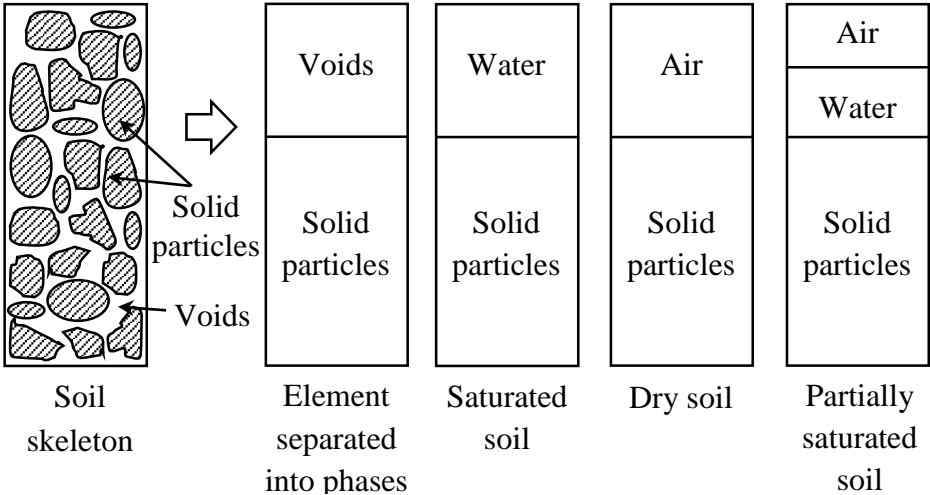 Solid
particles
Voids
Soil
skeleton
Voids
Solid
particles
Element
separated
into phases
Water
Solid
particles
Saturated
soil
Air
Solid
particles
Dry soil
Air
Water
Solid
particles
Partially
saturated
soil